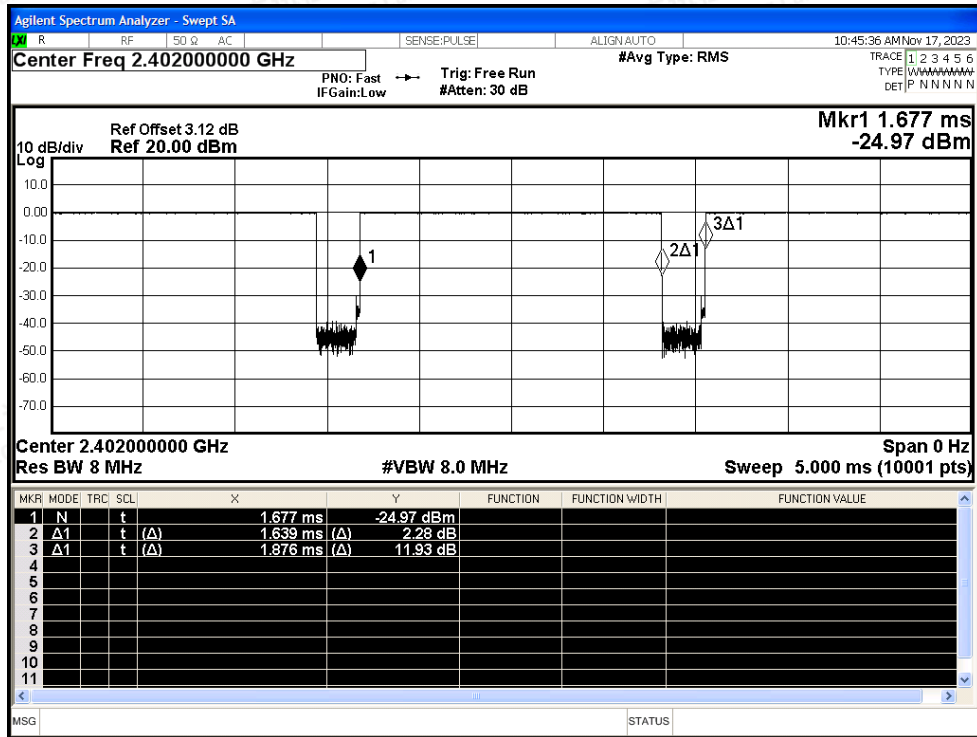 Agilent Spectrum Analyzer - Swept SA
LXI R RF 50 Ω AC SENSE:PULSE ALIGN AUTO 10:45:36 AM Nov 17, 2023
Center Freq 2.402000000 GHz
PNO: Fast
IFGain:Low
Trig: Free Run
#Atten: 30 dB
#Avg Type: RMS
TRACE 1 2 3 4 5 6
TYPE WWWWWW
DET P N N N N N
Mkr1 1.677 ms
-24.97 dBm
Ref Offset 3.12 dB
10 dB/div Ref 20.00 dBm
Log
10.0
0.00
-10.0
-20.0
-30.0
-40.0
-50.0
-60.0
-70.0
1
2Δ1
3Δ1
Center 2.402000000 GHz Span 0 Hz
Res BW 8 MHz #VBW 8.0 MHz Sweep 5.000 ms (10001 pts)
MKR MODE TRC SCL X Y FUNCTION FUNCTION WIDTH FUNCTION VALUE
1 N t 1.677 ms -24.97 dBm
2 Δ1 t (Δ) 1.639 ms (Δ) 2.28 dB
3 Δ1 t (Δ) 1.876 ms (Δ) 11.93 dB
4
5
6
7
8
9
10
11
MSG STATUS